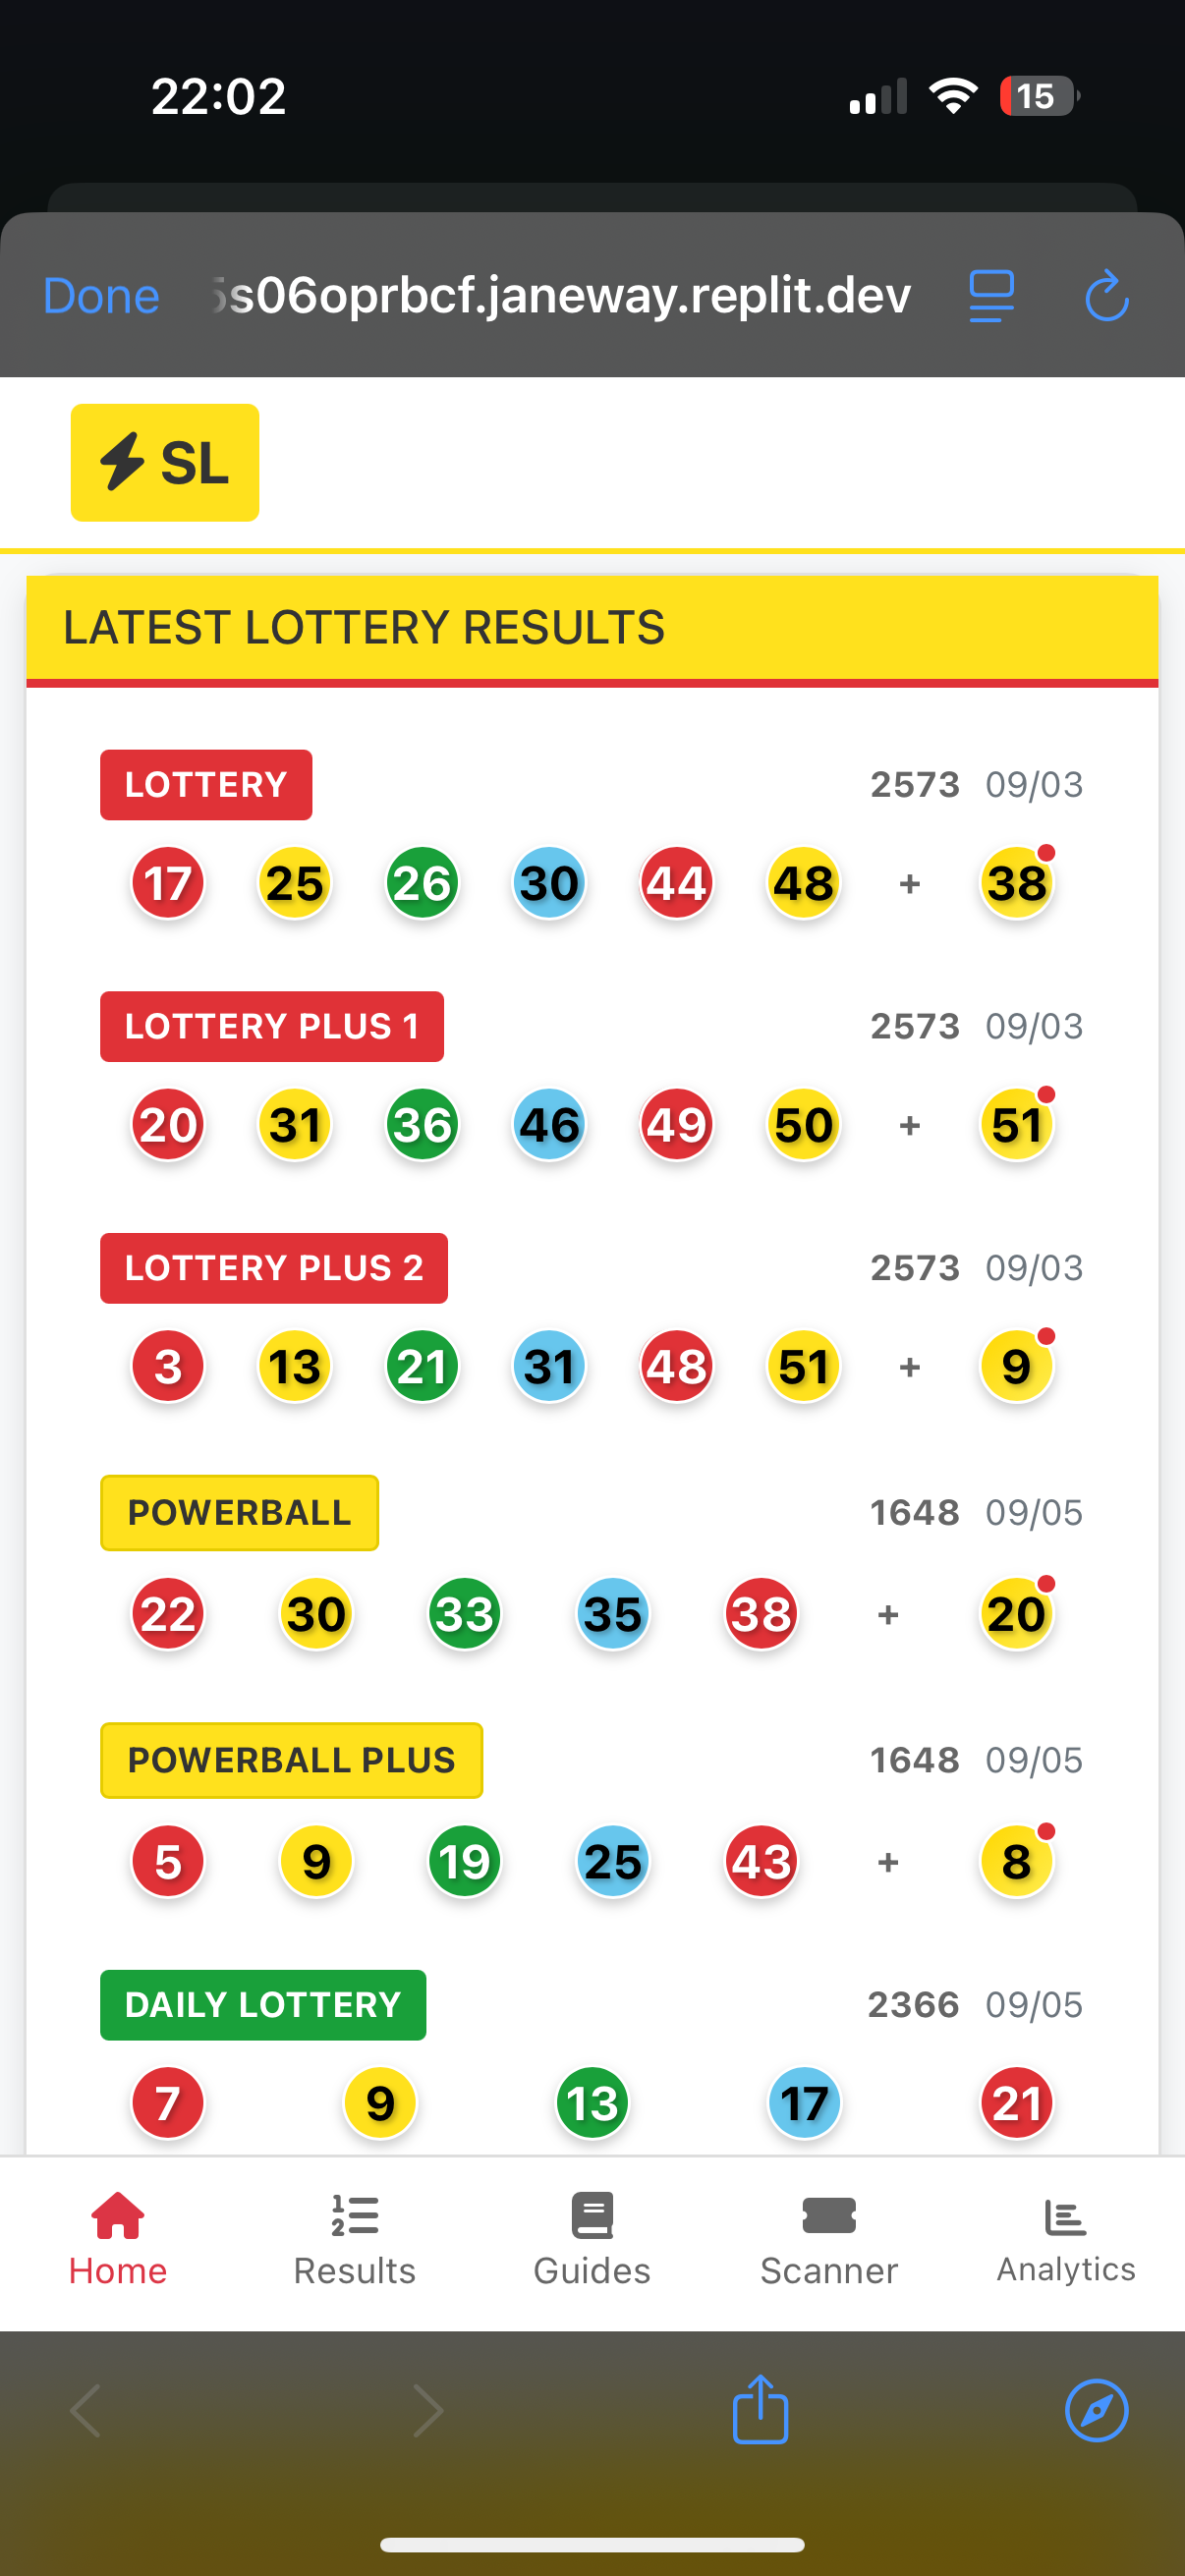 22:02
15
Done
s06oprbcf.janeway.replit.dev
SL
LATEST LOTTERY RESULTS
LOTTERY 2573 09/03
17 25 26 30 44 48 + 38
LOTTERY PLUS 1 2573 09/03
20 31 36 46 49 50 + 51
LOTTERY PLUS 2 2573 09/03
3 13 21 31 48 51 + 9
POWERBALL 1648 09/05
22 30 33 35 38 + 20
POWERBALL PLUS 1648 09/05
5 9 19 25 43 + 8
DAILY LOTTERY 2366 09/05
7 9 13 17 21
Home Results Guides Scanner Analytics